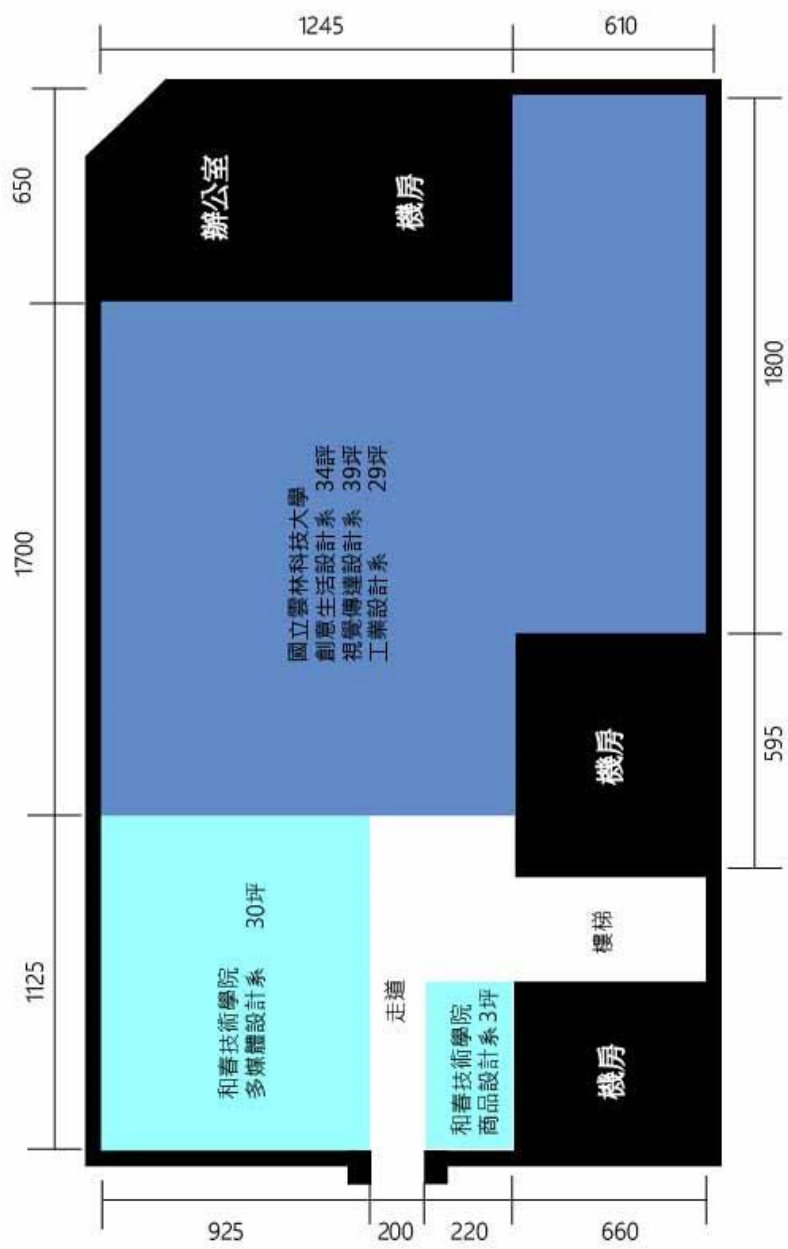 1245
610
650
1700
1125
1800
595
辦公室
機房
國立雲林科技大學
創意生活設計系 34評
視覺傳達設計系 39坪
工業設計系 29坪
機房
和春技術學院
多媒體設計系 30坪
走道
樓梯
和春技術學院
商品設計系 3坪
機房
925
200
220
660